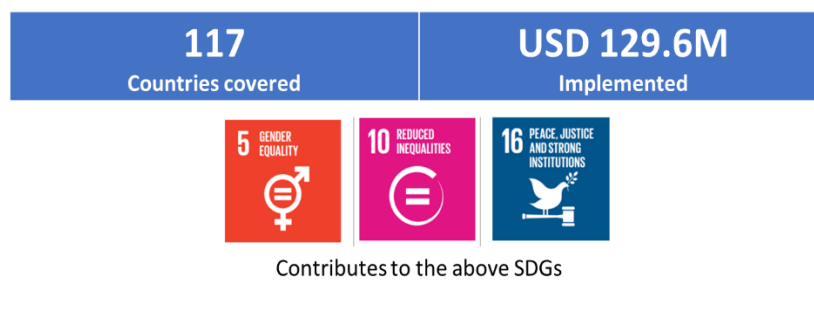 117
Countries covered
USD 129.6M
Implemented
5 GENDER
EQUALITY
10 REDUCED
INEQUALITIES
16 PEACE, JUSTICE
AND STRONG
INSTITUTIONS
Contributes to the above SDGs